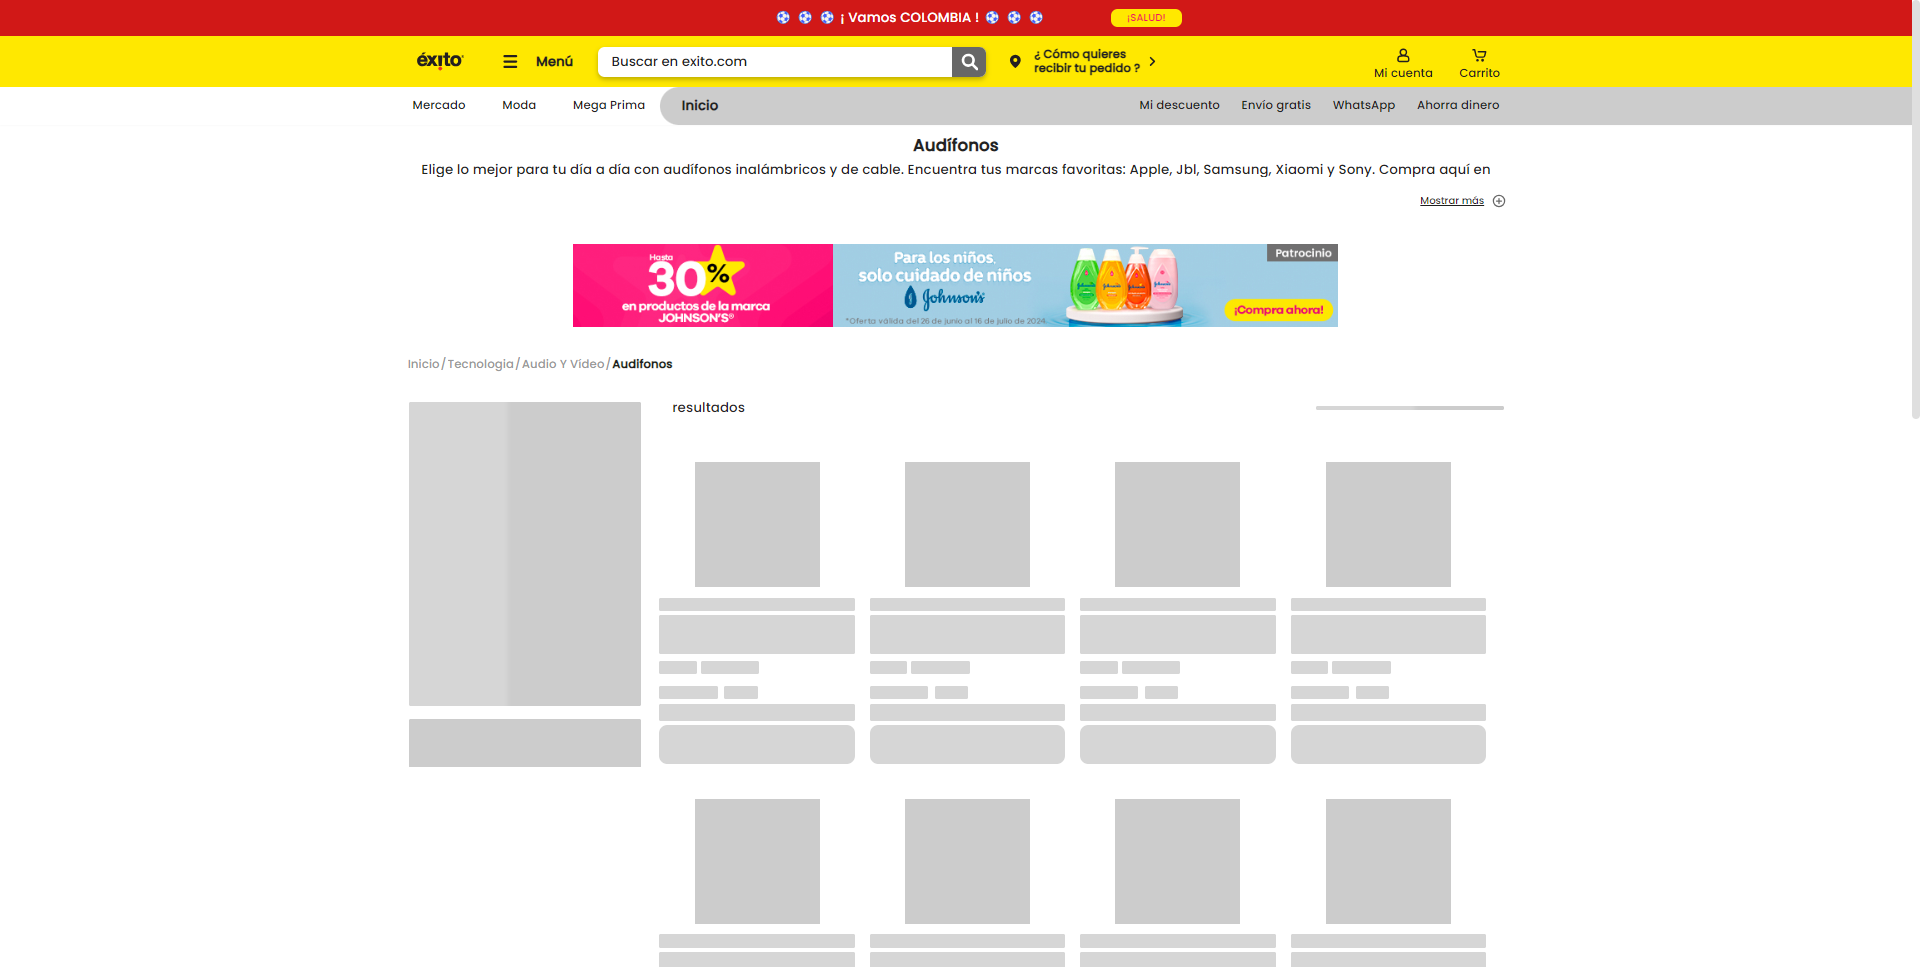 ¡ Vamos COLOMBIA !
¡SALUD!
éxito
Menú
Buscar en exito.com
¿ Cómo quieres
recibir tu pedido ?
Mi cuenta
Carrito
Mercado
Moda
Mega Prima
Inicio
Mi descuento
Envío gratis
WhatsApp
Ahorra dinero
Audífonos
Elige lo mejor para tu día a día con audífonos inalámbricos y de cable. Encuentra tus marcas favoritas: Apple, Jbl, Samsung, Xiaomi y Sony. Compra aquí en
Mostrar más
Hasta
30%
en productos de la marca
JOHNSON'S®
Para los niños,
solo cuidado de niños
Johnson's
*Oferta válida del 26 de junio al 16 de julio de 2024.
Patrocinio
¡Compra ahora!
Inicio/Tecnologia/Audio Y Vídeo/Audifonos
resultados